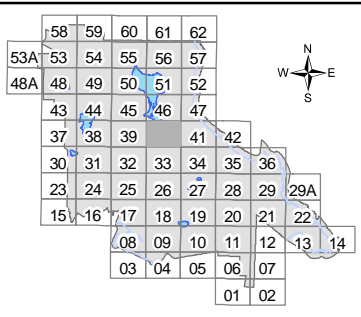 58 59 60 61 62
N
53A 53 54 55 56 57
W E
48A 48 49 50 51 52
S
43 44 45 46 47
37 38 39 41 42
30 31 32 33 34 35 36
23 24 25 26 27 28 29 29A
15 16 17 18 19 20 21 22
08 09 10 11 12 13 14
03 04 05 06 07
01 02